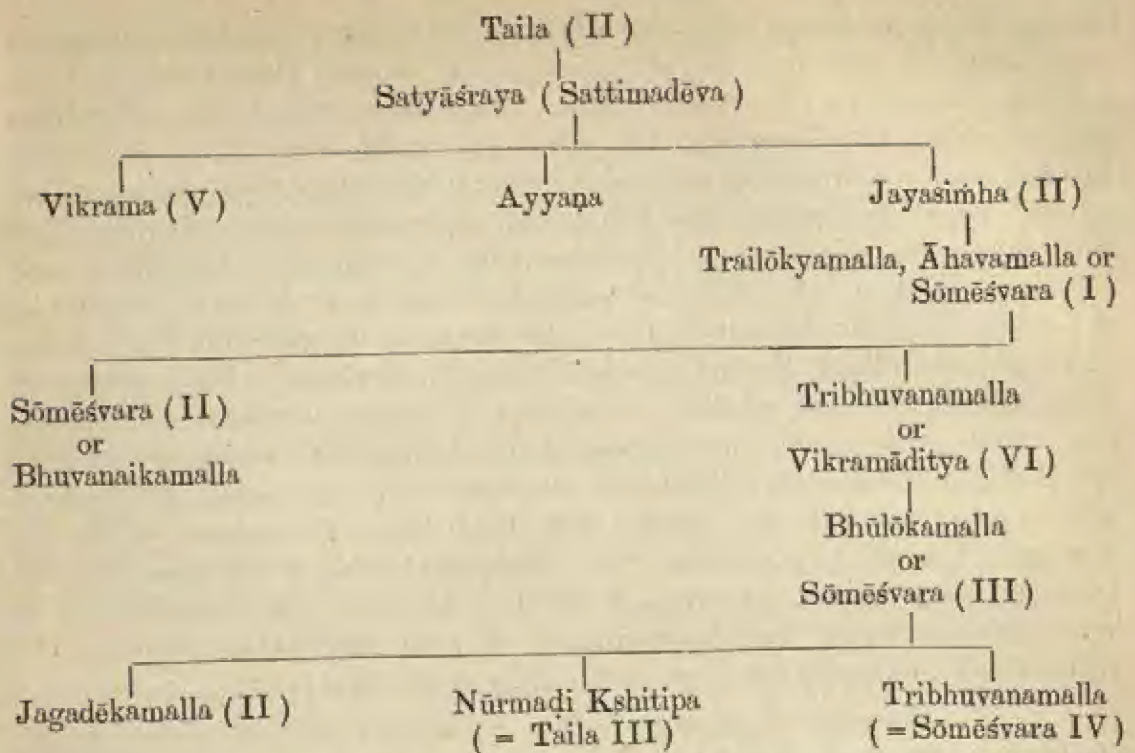 Taila ( II )
Satyāśraya ( Sattimadēva )
Vikrama ( V ) Ayyaṇa Jayasiṁha ( II )
Trailōkyamalla, Āhavamalla or
Sōmēśvara ( I )
Sōmēśvara ( II )
or
Bhuvanaikamalla
Tribhuvanamalla
or
Vikramāditya ( VI )
Bhūlōkamalla
or
Sōmēśvara ( III )
Jagadēkamalla ( II )
Nūrmaḍi Kshitipa
( = Taila III )
Tribhuvanamalla
( = Sōmēśvara IV )